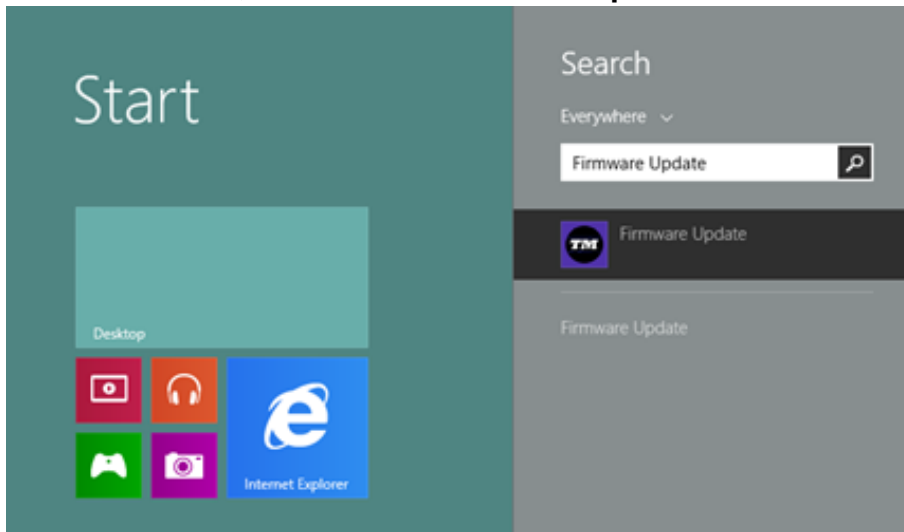 Start
Desktop
Internet Explorer
Search
Everywhere
Firmware Update
TM
Firmware Update
Firmware Update